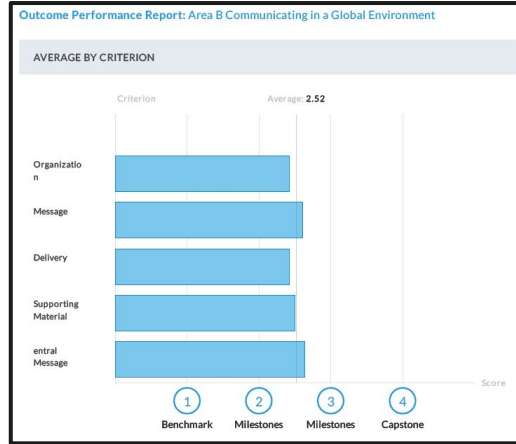 Outcome Performance Report: Area B Communicating in a Global Environment
AVERAGE BY CRITERION
Criterion
Average: 2.52
Organizatio
n
Message
Delivery
Supporting
Material
entral
Message
Score
1 2 3 4
Benchmark Milestones Milestones Capstone